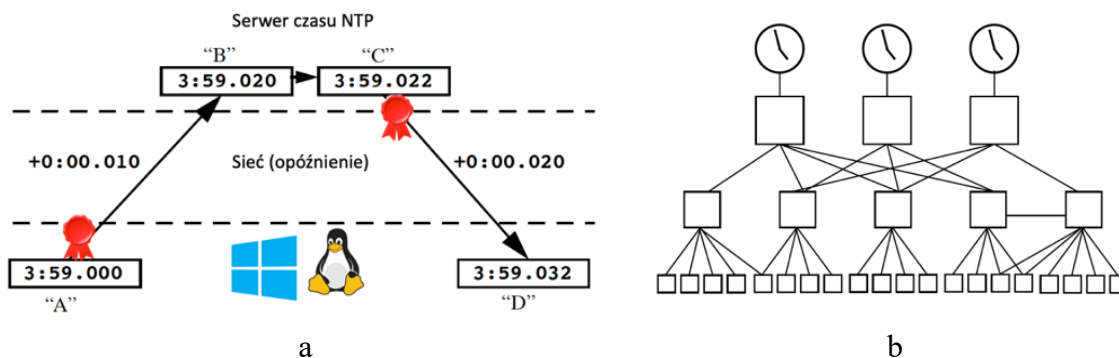 Serwer czasu NTP
“B”
“C”
3:59.020
3:59.022
+0:00.010
Sieć (opóźnienie)
+0:00.020
3:59.000
3:59.032
“A”
“D”
a
b